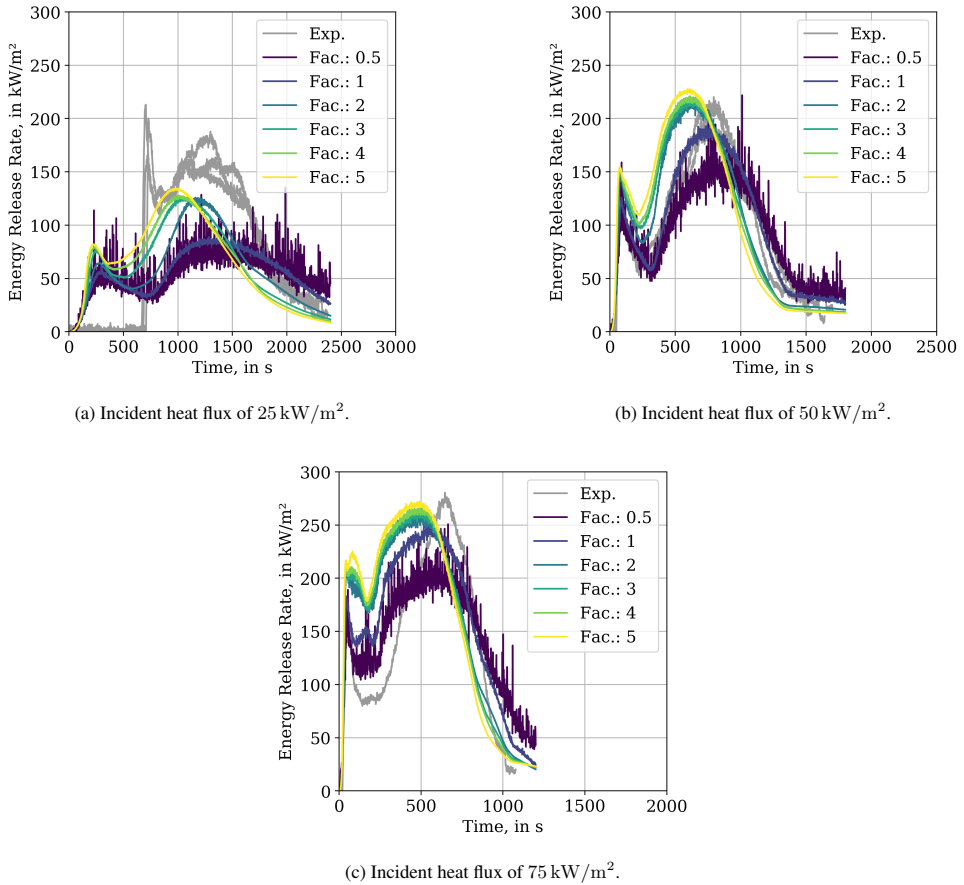 300
250
200
150
100
50
0
0 500 1000 1500 2000 2500 3000
Energy Release Rate, in kW/m²
Time, in s
Exp.
Fac.: 0.5
Fac.: 1
Fac.: 2
Fac.: 3
Fac.: 4
Fac.: 5
(a) Incident heat flux of 25 kW/m².
300
250
200
150
100
50
0
0 500 1000 1500 2000 2500
Energy Release Rate, in kW/m²
Time, in s
Exp.
Fac.: 0.5
Fac.: 1
Fac.: 2
Fac.: 3
Fac.: 4
Fac.: 5
(b) Incident heat flux of 50 kW/m².
300
250
200
150
100
50
0
0 500 1000 1500 2000
Energy Release Rate, in kW/m²
Time, in s
Exp.
Fac.: 0.5
Fac.: 1
Fac.: 2
Fac.: 3
Fac.: 4
Fac.: 5
(c) Incident heat flux of 75 kW/m².